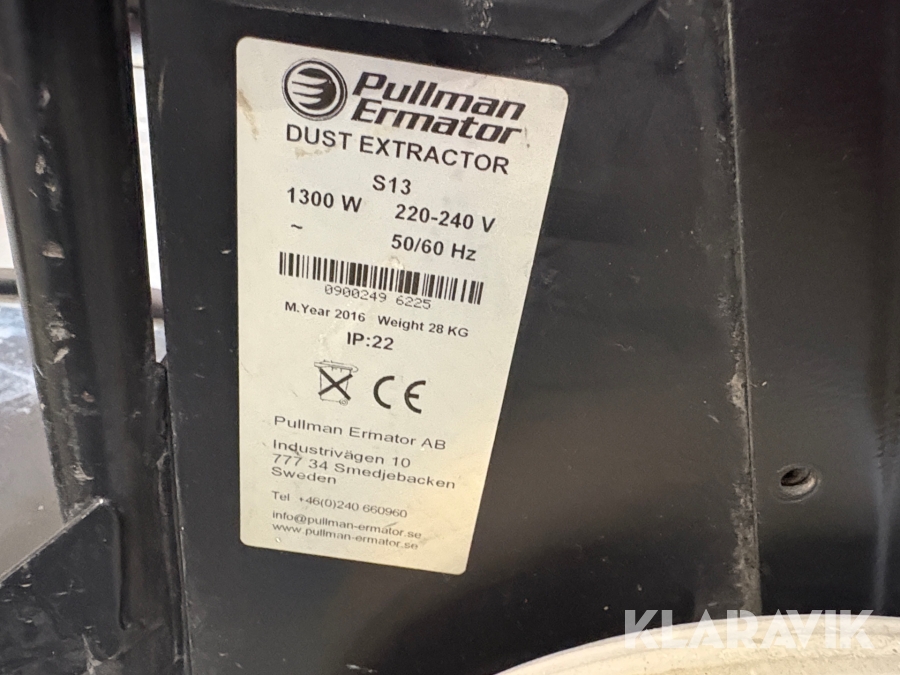 Pullman
Ermator
DUST EXTRACTOR
S13
1300 W 220-240 V
~ 50/60 Hz
0900249 6225
M.Year 2016 Weight 28 KG
IP:22
CE
Pullman Ermator AB
Industrivägen 10
777 34 Smedjebacken
Sweden
Tel +46(0)240 660960
info@pullman-ermator.se
www.pullman-ermator.se
KLARAVIK